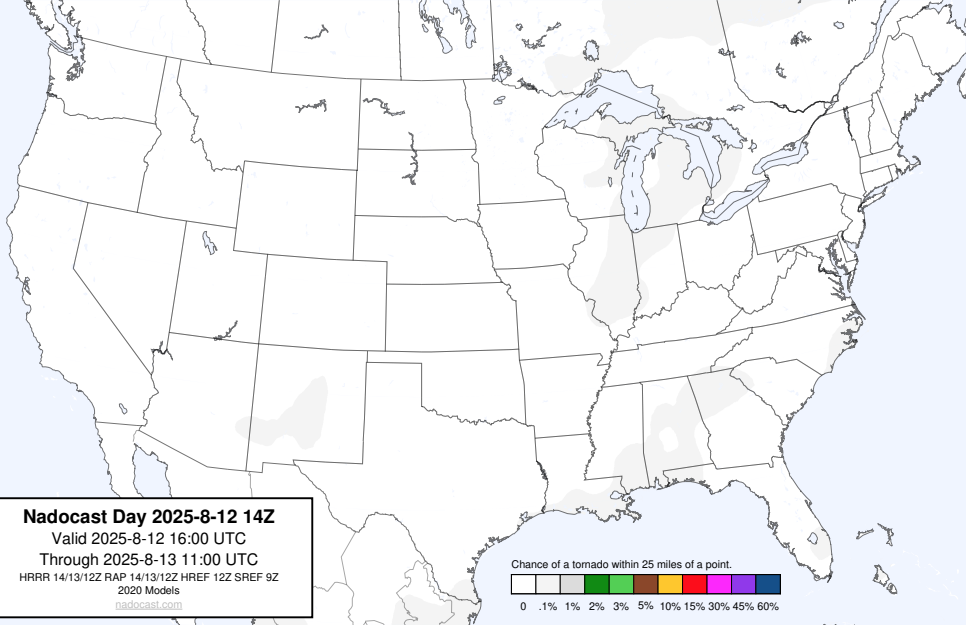 Nadocast Day 2025-8-12 14Z
Valid 2025-8-12 16:00 UTC
Through 2025-8-13 11:00 UTC
HRRR 14/13/12Z RAP 14/13/12Z HREF 12Z SREF 9Z
2020 Models
nadocast.com
Chance of a tornado within 25 miles of a point.
0 .1% 1% 2% 3% 5% 10% 15% 30% 45% 60%